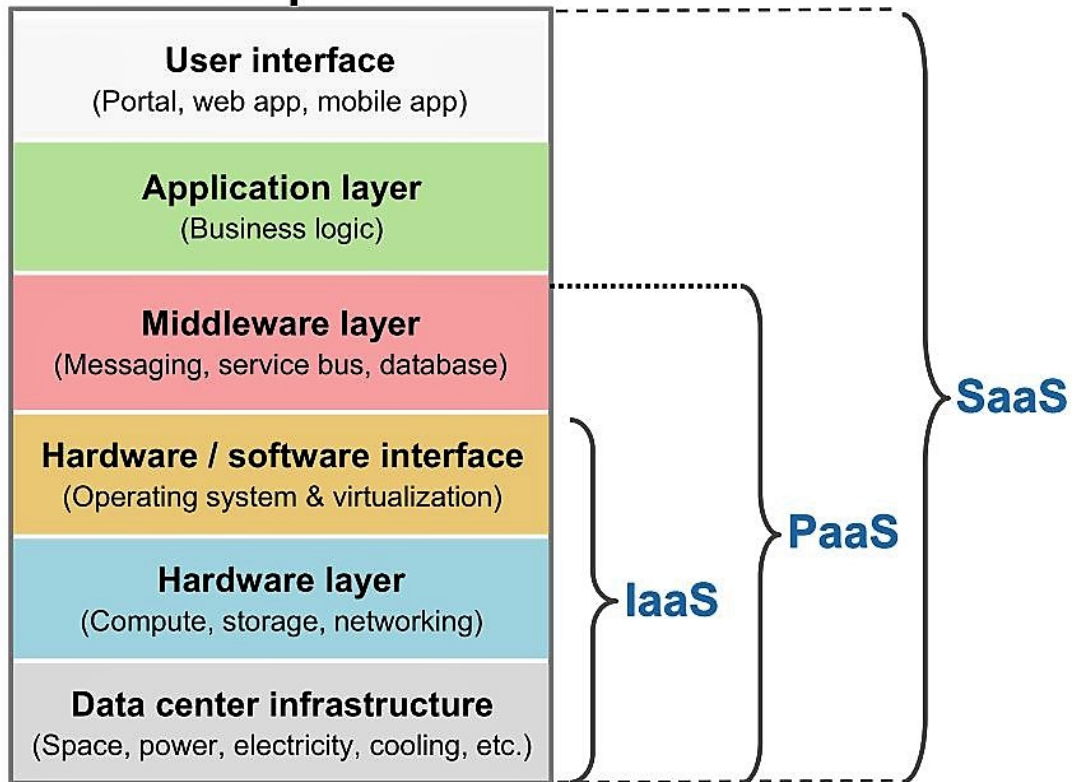 User interface
(Portal, web app, mobile app)
Application layer
(Business logic)
Middleware layer
(Messaging, service bus, database)
Hardware / software interface
(Operating system & virtualization)
Hardware layer
(Compute, storage, networking)
Data center infrastructure
(Space, power, electricity, cooling, etc.)
IaaS
PaaS
SaaS